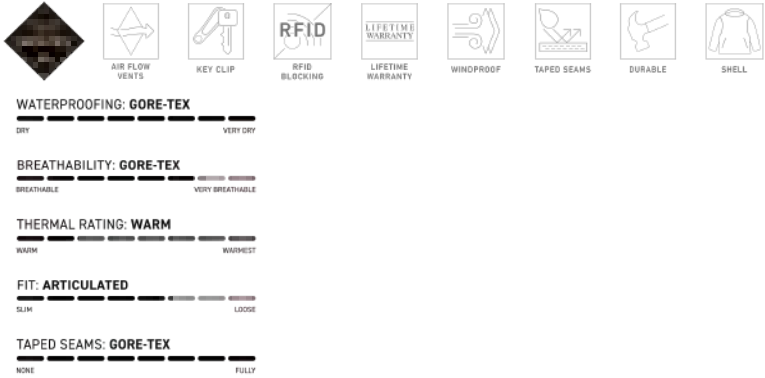 RFID
LIFETIME
WARRANTY
AIR FLOW
VENTS
KEY CLIP
RFID
BLOCKING
LIFETIME
WARRANTY
WINDPROOF
TAPED SEAMS
DURABLE
SHELL
WATERPROOFING: GORE-TEX
DRY VERY DRY
BREATHABILITY: GORE-TEX
BREATHABLE VERY BREATHABLE
THERMAL RATING: WARM
WARM WARMEST
FIT: ARTICULATED
SLIM LOOSE
TAPED SEAMS: GORE-TEX
NONE FULLY